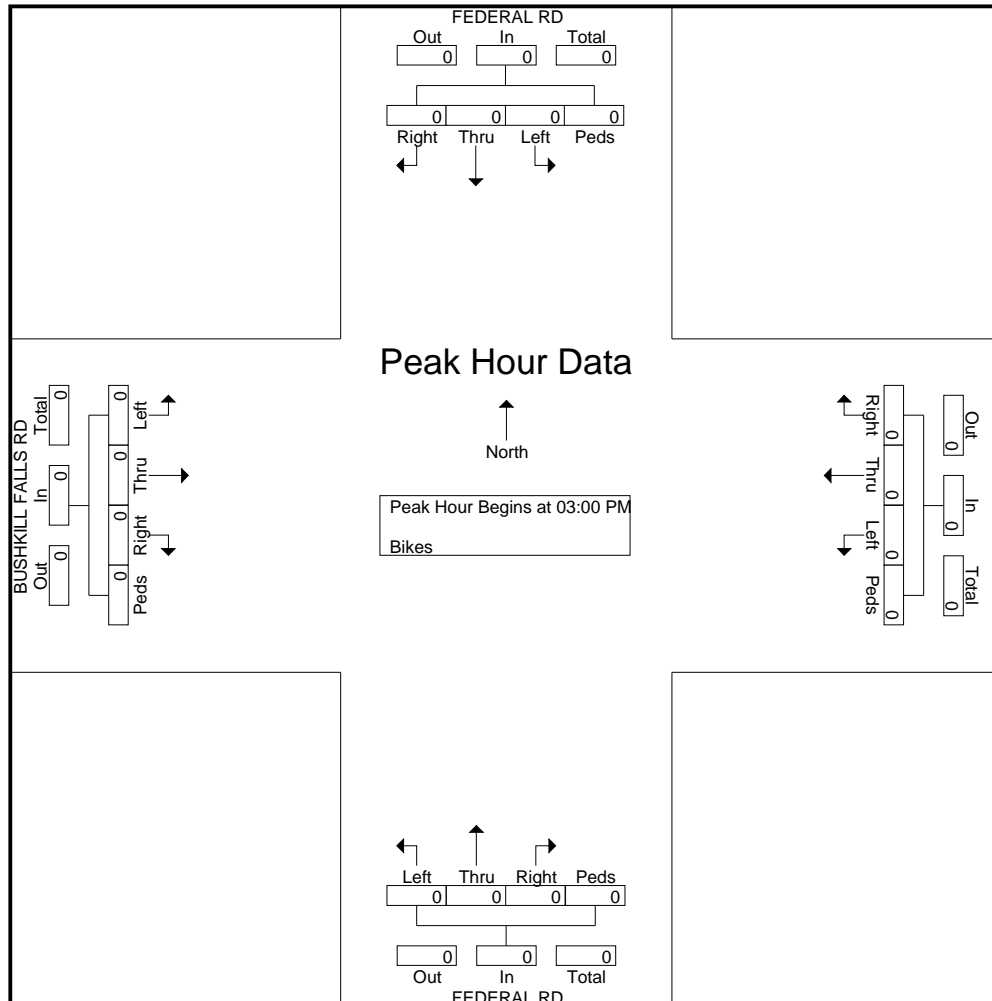 FEDERAL RD
Out In Total
0 0 0
0 0 0 0
Right Thru Left Peds
Peak Hour Data
North
Peak Hour Begins at 03:00 PM
Bikes
BUSHKILL FALLS RD
Out In Total
0 0 0
0 0 0 0
Peds Right Thru Left
Out In Total
0 0 0
0 0 0 0
Right Thru Left Peds
Left Thru Right Peds
0 0 0 0
0 0 0
Out In Total
FEDERAL RD